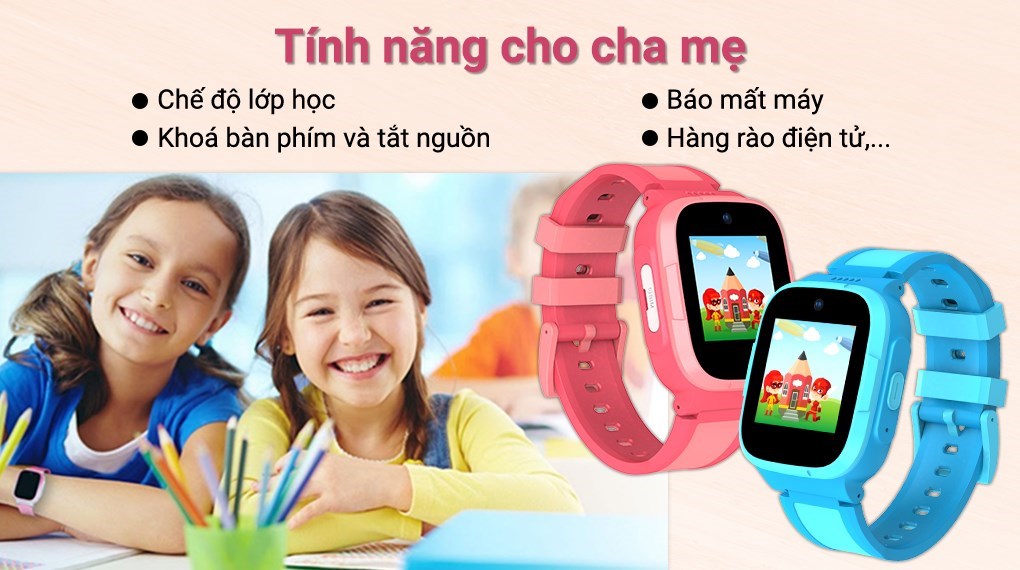 Tính năng cho cha mẹ
● Chế độ lớp học
● Khoá bàn phím và tắt nguồn
● Báo mất máy
● Hàng rào điện tử,...